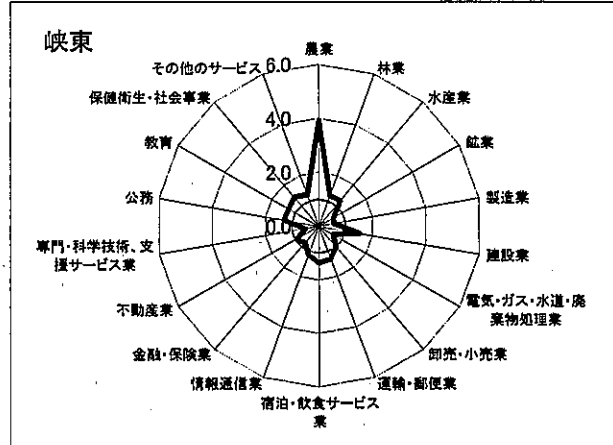 峡東
農業
6.0
その他のサービス
林業
保健衛生・社会事業
水産業
4.0
教育
鉱業
2.0
公務
製造業
0.0
専門・科学技術、支
援サービス業
建設業
不動産業
電気・ガス・水道・廃
棄物処理業
金融・保険業
卸売・小売業
情報通信業
運輸・郵便業
宿泊・飲食サービス
業